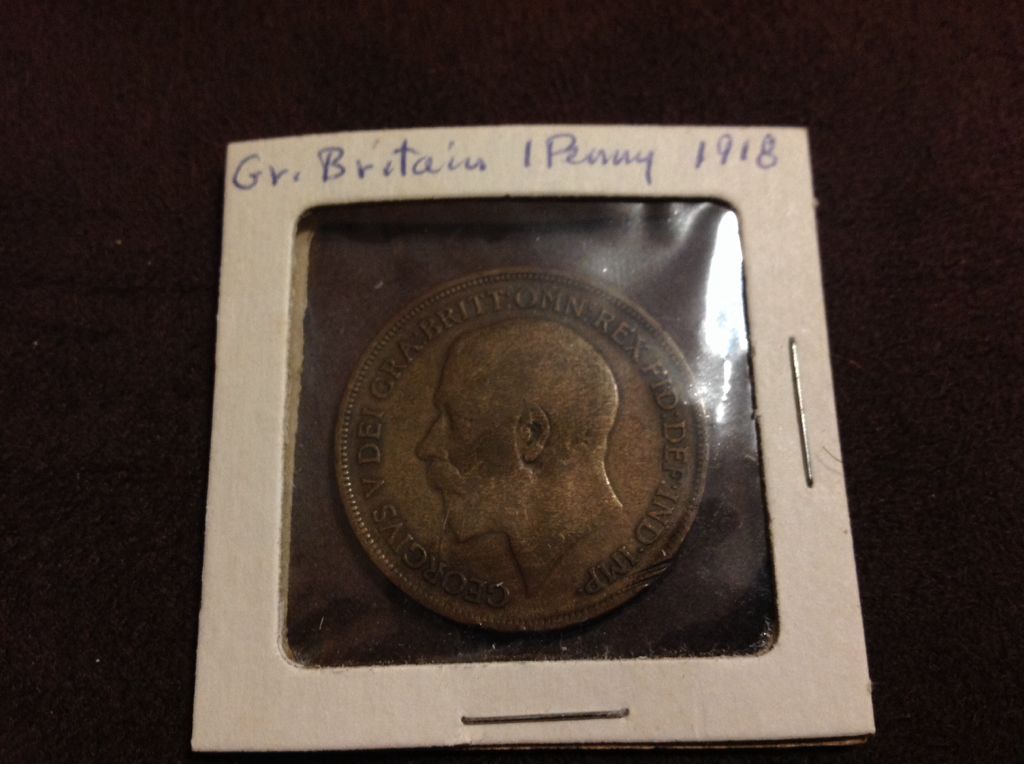 Gr. Britain 1 Penny 1918
GEORGIVS V DEI GRA: BRITT: OMN: REX FID: DEF: IND: IMP: